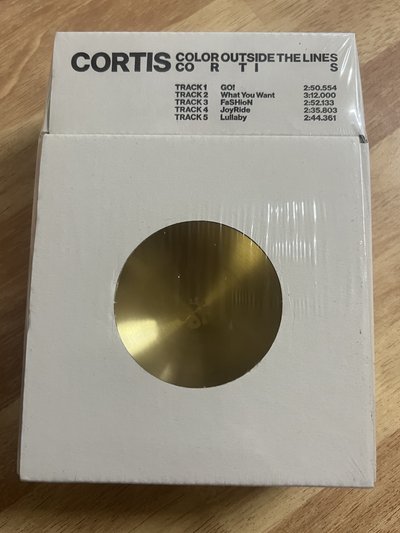 CORTIS COLOR OUTSIDE THE LINES
CO R TI S
TRACK 1 GO! 2:50.554
TRACK 2 What You Want 3:12.000
TRACK 3 FaSHioN 2:52.133
TRACK 4 JoyRide 2:35.803
TRACK 5 Lullaby 2:44.361